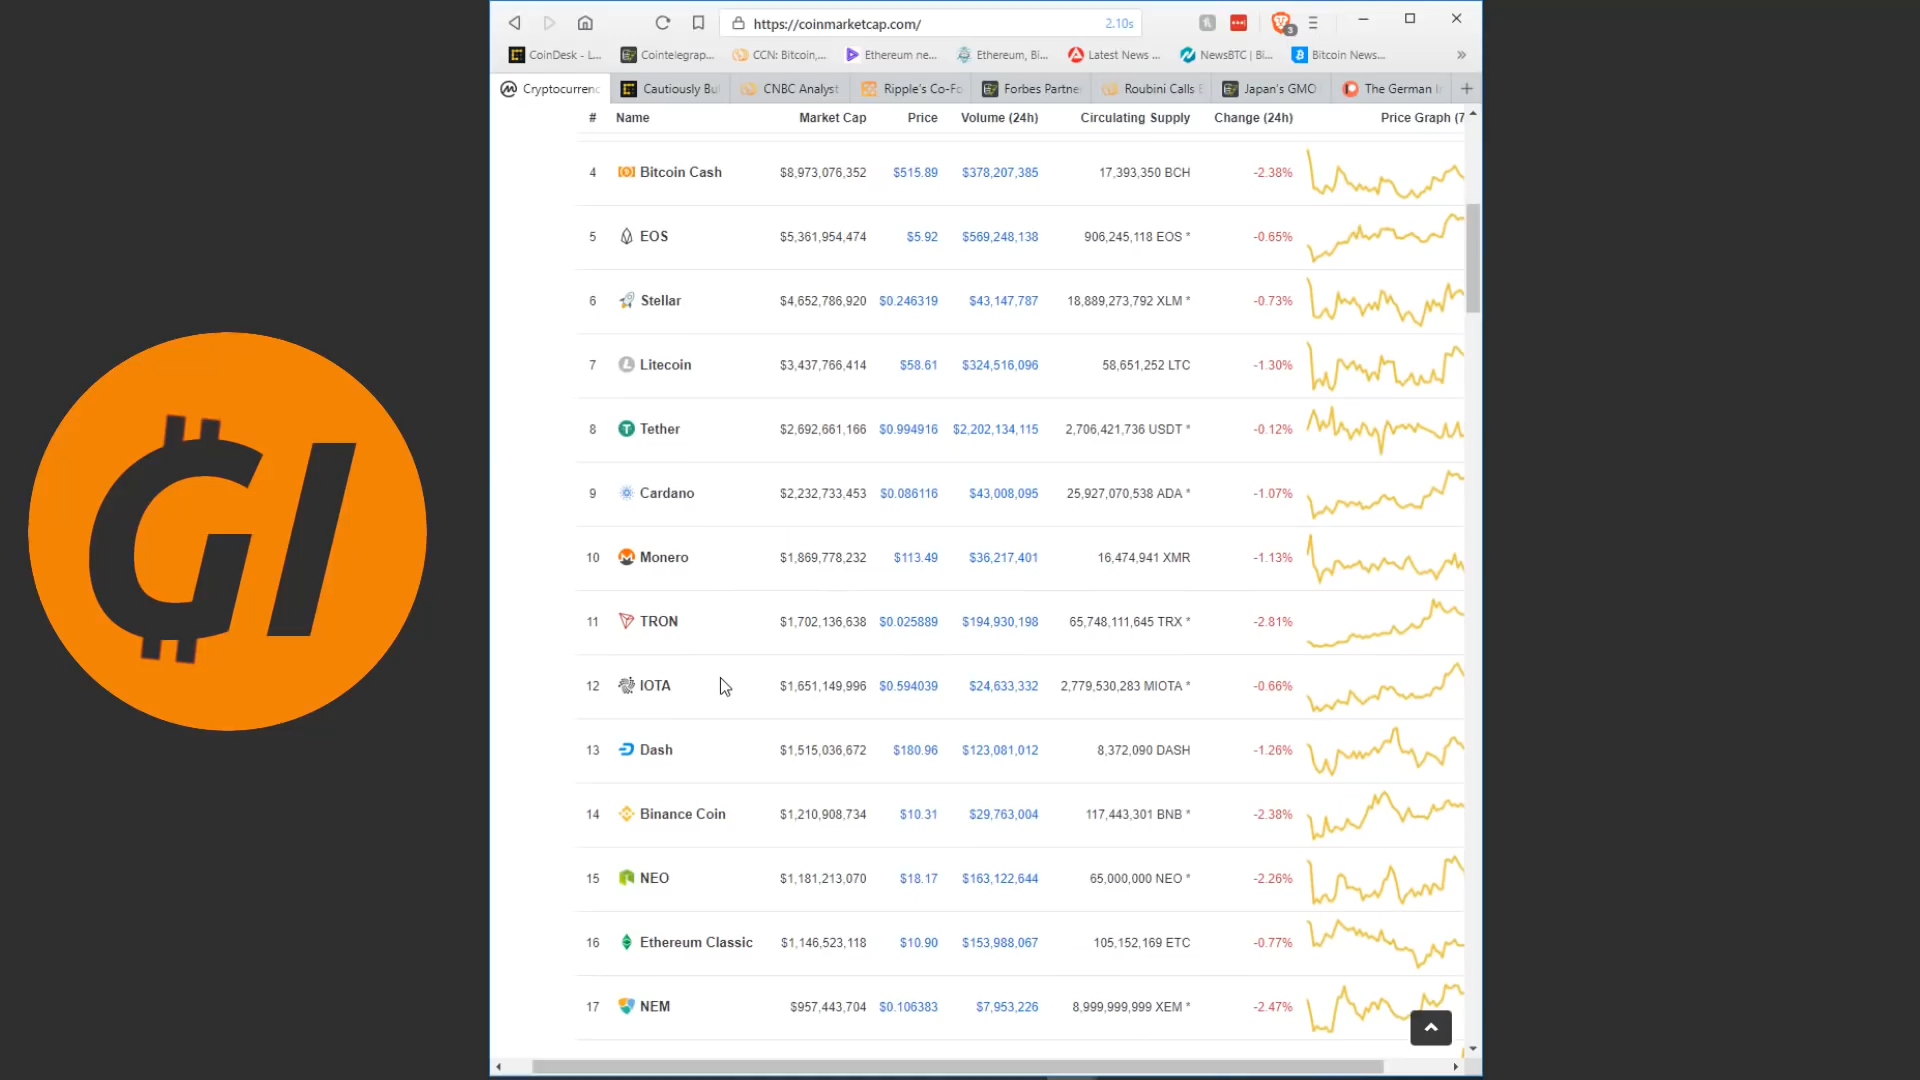 https://coinmarketcap.com/ 2.10s 3
CoinDesk - L... Cointelegrap... CCN: Bitcoin,... Ethereum ne... Ethereum, Bi... Latest News ... NewsBTC | Bi... Bitcoin News... »
Cryptocurrenc Cautiously Bu CNBC Analyst Ripple's Co-Fo Forbes Partne Roubini Calls Japan's GMO The German +
# Name Market Cap Price Volume (24h) Circulating Supply Change (24h) Price Graph (7
4 Bitcoin Cash $8,973,076,352 $515.89 $378,207,385 17,393,350 BCH -2.38%
5 EOS $5,361,954,474 $5.92 $569,248,138 906,245,118 EOS * -0.65%
6 Stellar $4,652,786,920 $0.246319 $43,147,787 18,889,273,792 XLM * -0.73%
7 Litecoin $3,437,766,414 $58.61 $324,516,096 58,651,252 LTC -1.30%
8 Tether $2,692,661,166 $0.994916 $2,202,134,115 2,706,421,736 USDT * -0.12%
9 Cardano $2,232,733,453 $0.086116 $43,008,095 25,927,070,538 ADA * -1.07%
10 Monero $1,869,778,232 $113.49 $36,217,401 16,474,941 XMR -1.13%
11 TRON $1,702,136,638 $0.025889 $194,930,198 65,748,111,645 TRX * -2.81%
12 IOTA $1,651,149,996 $0.594039 $24,633,332 2,779,530,283 MIOTA * -0.66%
13 Dash $1,515,036,672 $180.96 $123,081,012 8,372,090 DASH -1.26%
14 Binance Coin $1,210,908,734 $10.31 $29,763,004 117,443,301 BNB * -2.38%
15 NEO $1,181,213,070 $18.17 $163,122,644 65,000,000 NEO * -2.26%
16 Ethereum Classic $1,146,523,118 $10.90 $153,988,067 105,152,169 ETC -0.77%
17 NEM $957,443,704 $0.106383 $7,953,226 8,999,999,999 XEM * -2.47%
GI